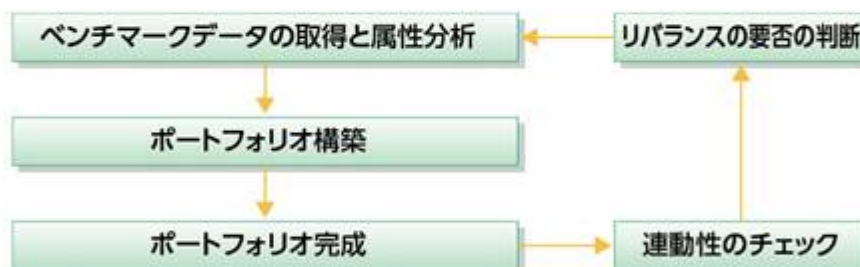 ベンチマークデータの取得と属性分析
リバランスの要否の判断
ポートフォリオ構築
ポートフォリオ完成
連動性のチェック